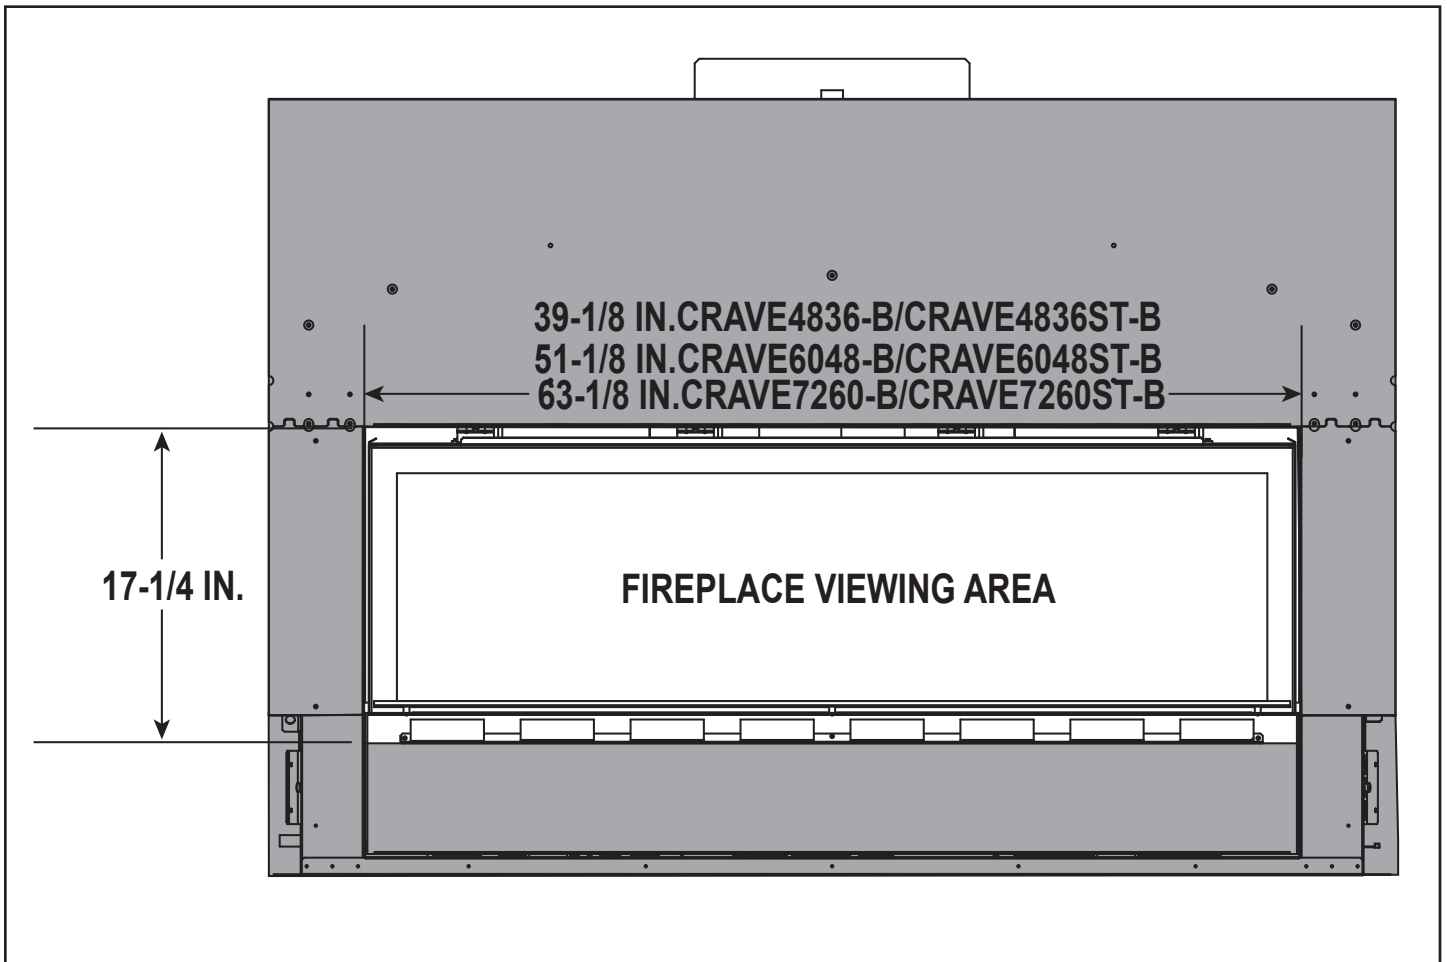 39-1/8 IN.CRAVE4836-B/CRAVE4836ST-B
51-1/8 IN.CRAVE6048-B/CRAVE6048ST-B
63-1/8 IN.CRAVE7260-B/CRAVE7260ST-B
17-1/4 IN.
FIREPLACE VIEWING AREA